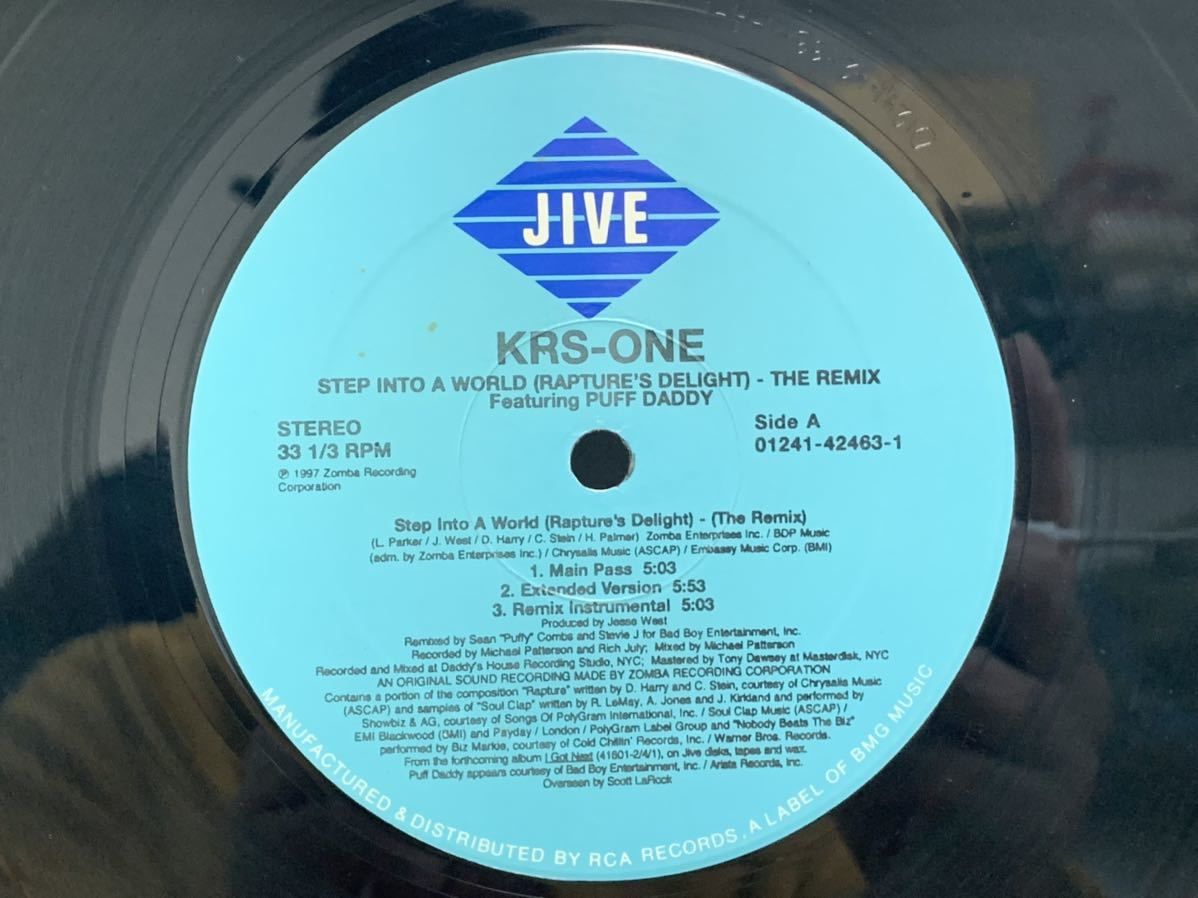 JIVE
KRS-ONE
STEP INTO A WORLD (RAPTURE'S DELIGHT) - THE REMIX
Featuring PUFF DADDY
STEREO
33 1/3 RPM
℗ 1997 Zomba Recording
Corporation
Side A
01241-42463-1
Step Into A World (Rapture's Delight) - (The Remix)
(L. Parker / J. West / D. Harry / C. Stein / H. Palmer) Zomba Enterprises Inc. / BDP Music
(adm. by Zomba Enterprises Inc.) / Chrysalis Music (ASCAP) / Embassy Music Corp. (BMI)
1. Main Pass 5:03
2. Extended Version 5:53
3. Remix Instrumental 5:03
Produced by Jesse West
Remixed by Sean "Puffy" Combs and Stevie J for Bad Boy Entertainment, Inc.
Recorded by Michael Patterson and Rich July; Mixed by Michael Patterson
Recorded and Mixed at Daddy's House Recording Studio, NYC; Mastered by Tony Dawsey at Masterdisk, NYC
AN ORIGINAL SOUND RECORDING MADE BY ZOMBA RECORDING CORPORATION
Contains a portion of the composition "Rapture" written by D. Harry and C. Stein, courtesy of Chrysalis Music
(ASCAP) and samples of "Soul Clap" written by R. LeMay, A. Jones and J. Kirkland and performed by
Showbiz & AG, courtesy of Songs Of PolyGram International, Inc. / Soul Clap Music (ASCAP) /
EMI Blackwood (BMI) and Payday / London / PolyGram Label Group and "Nobody Beats The Biz"
performed by Biz Markie, courtesy of Cold Chillin' Records, Inc. / Warner Bros. Records.
From the forthcoming album I Got Next (41601-2/4/1), on Jive disks, tapes and wax.
Puff Daddy appears courtesy of Bad Boy Entertainment, Inc. / Arista Records, Inc.
Overseen by Scott LaRock
MANUFACTURED & DISTRIBUTED BY RCA RECORDS, A LABEL OF BMG MUSIC